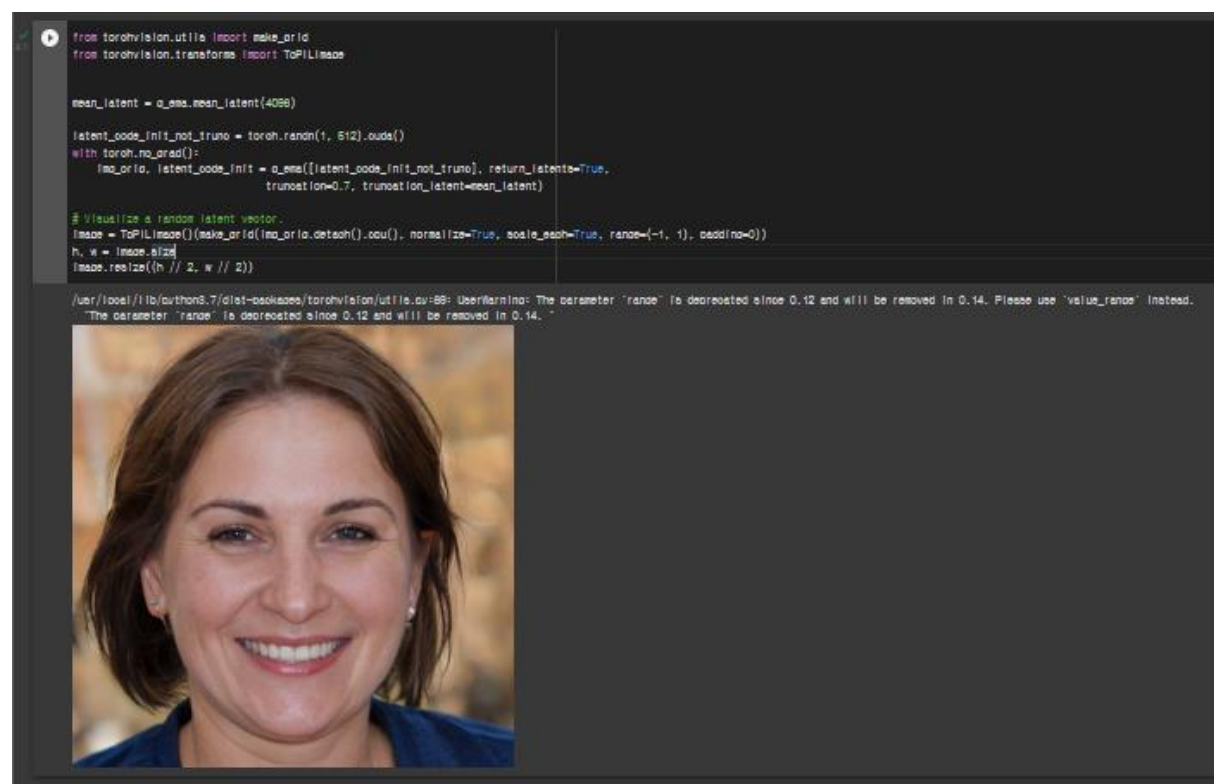 from torchvision.utils import make_grid
from torchvision.transforms import ToPILImage
mean_latent = g_ema.mean_latent(4096)
latent_code_init_not_trunc = torch.randn(1, 512).cuda()
with torch.no_grad():
img_orig, latent_code_init = g_ema([latent_code_init_not_trunc], return_latents=True,
truncation=0.7, truncation_latent=mean_latent)
# Visualize a random latent vector.
image = ToPILImage()(make_grid(img_orig.detach().cpu(), normalize=True, scale_each=True, range=(-1, 1), padding=0))
h, w = image.size
image.resize((h // 2, w // 2))
/usr/local/lib/python3.7/dist-packages/torchvision/utils.py: UserWarning: The parameter 'range' is deprecated since 0.12 and will be removed in 0.14. Please use 'value_range' instead.
"The parameter 'range' is deprecated since 0.12 and will be removed in 0.14. "